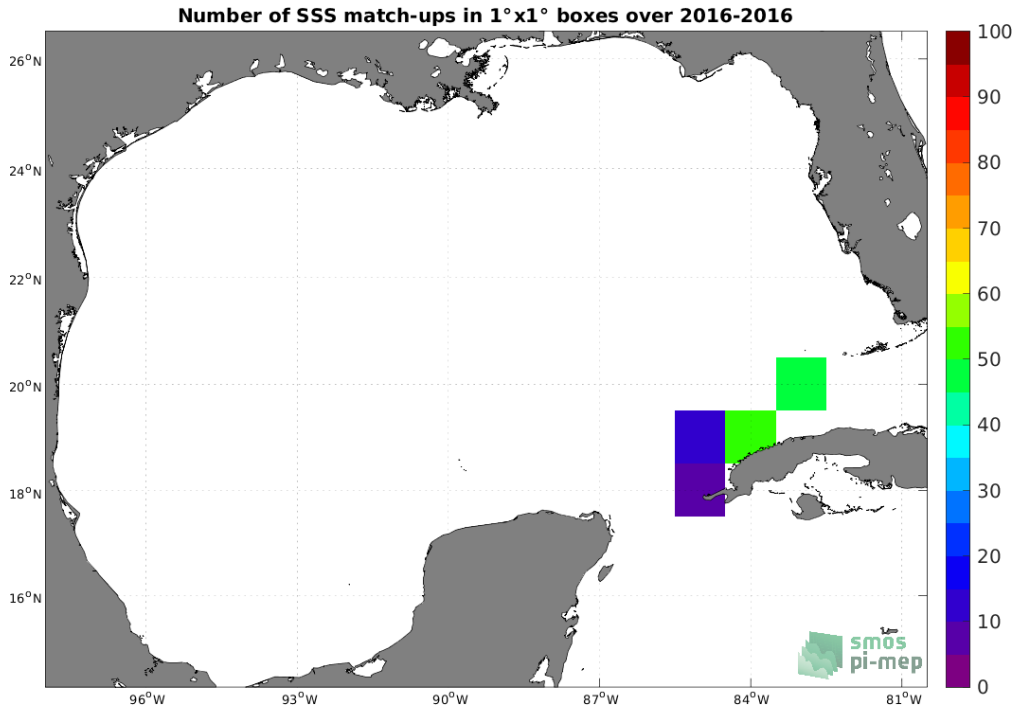 Number of SSS match-ups in 1°x1° boxes over 2016-2016
26°N
24°N
22°N
20°N
18°N
16°N
96°W
93°W
90°W
87°W
84°W
81°W
100
90
80
70
60
50
40
30
20
10
0
smos
pi-mep